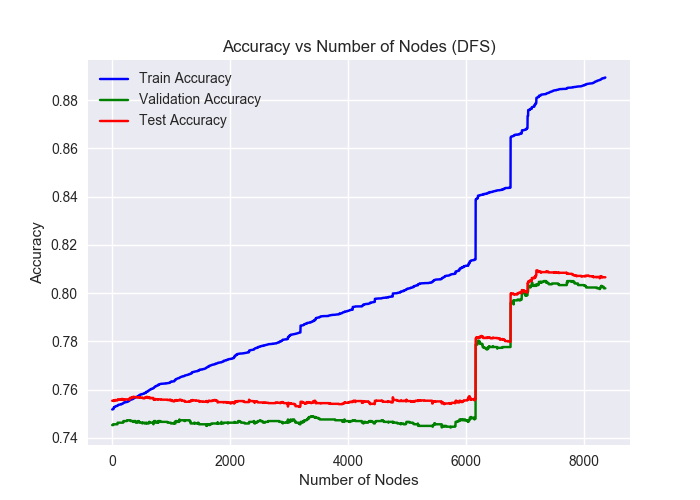 Accuracy vs Number of Nodes (DFS)
Train Accuracy
Validation Accuracy
Test Accuracy
Accuracy
0.88
0.86
0.84
0.82
0.80
0.78
0.76
0.74
0
2000
4000
6000
8000
Number of Nodes